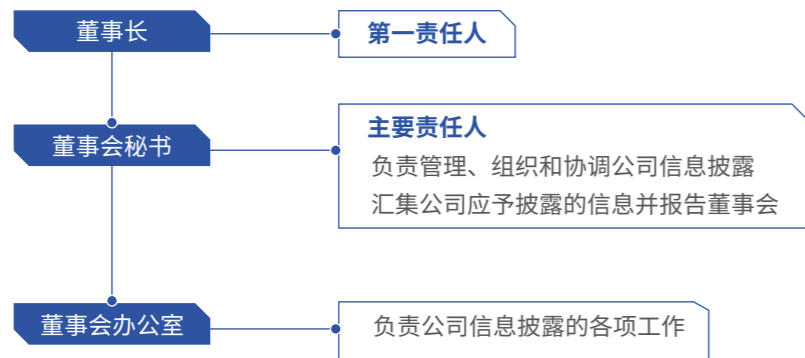 董事长
第一责任人
董事会秘书
主要责任人
负责管理、组织和协调公司信息披露
汇集公司应予披露的信息并报告董事会
董事会办公室
负责公司信息披露的各项工作